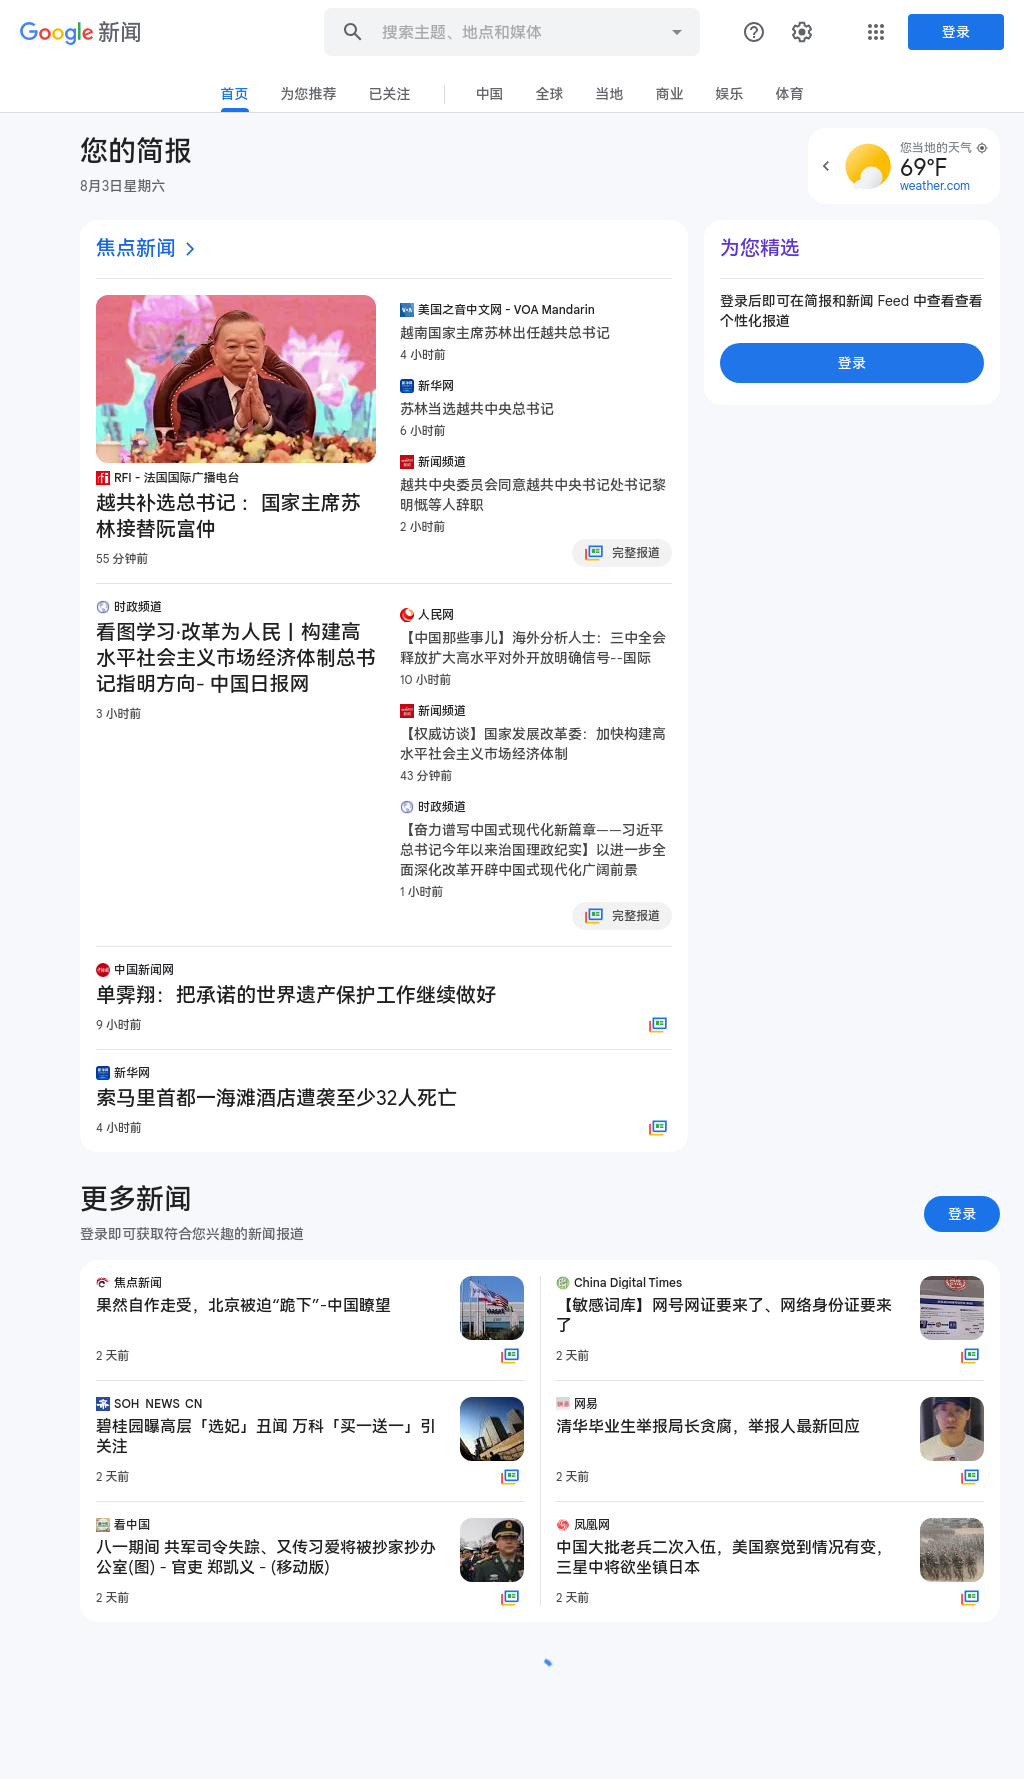 Google 新闻
搜索主题、地点和媒体
登录
首页
为您推荐
已关注
中国
全球
当地
商业
娱乐
体育
您的简报
8月3日星期六
您当地的天气
69°F
weather.com
焦点新闻
RFI - 法国国际广播电台
越共补选总书记 ：国家主席苏
林接替阮富仲
55 分钟前
美国之音中文网 - VOA Mandarin
越南国家主席苏林出任越共总书记
4 小时前
新华网
苏林当选越共中央总书记
6 小时前
新闻频道
越共中央委员会同意越共中央书记处书记黎
明慨等人辞职
2 小时前
完整报道
为您精选
登录后即可在简报和新闻 Feed 中查看查看
个性化报道
登录
时政频道
看图学习·改革为人民丨构建高
水平社会主义市场经济体制总书
记指明方向- 中国日报网
3 小时前
人民网
【中国那些事儿】海外分析人士：三中全会
释放扩大高水平对外开放明确信号--国际
10 小时前
新闻频道
【权威访谈】国家发展改革委：加快构建高
水平社会主义市场经济体制
43 分钟前
时政频道
【奋力谱写中国式现代化新篇章——习近平
总书记今年以来治国理政纪实】以进一步全
面深化改革开辟中国式现代化广阔前景
1 小时前
完整报道
中国新闻网
单霁翔：把承诺的世界遗产保护工作继续做好
9 小时前
新华网
索马里首都一海滩酒店遭袭至少32人死亡
4 小时前
更多新闻
登录即可获取符合您兴趣的新闻报道
登录
焦点新闻
果然自作走受，北京被迫“跪下”-中国瞭望
2 天前
China Digital Times
【敏感词库】网号网证要来了、网络身份证要来
了
2 天前
SOH_NEWS_CN
碧桂园曝高层「选妃」丑闻 万科「买一送一」引
关注
2 天前
网易
清华毕业生举报局长贪腐，举报人最新回应
2 天前
看中国
八一期间 共军司令失踪、又传习爱将被抄家抄办
公室(图) - 官吏 郑凯义 - (移动版)
2 天前
凤凰网
中国大批老兵二次入伍，美国察觉到情况有变，
三星中将欲坐镇日本
2 天前